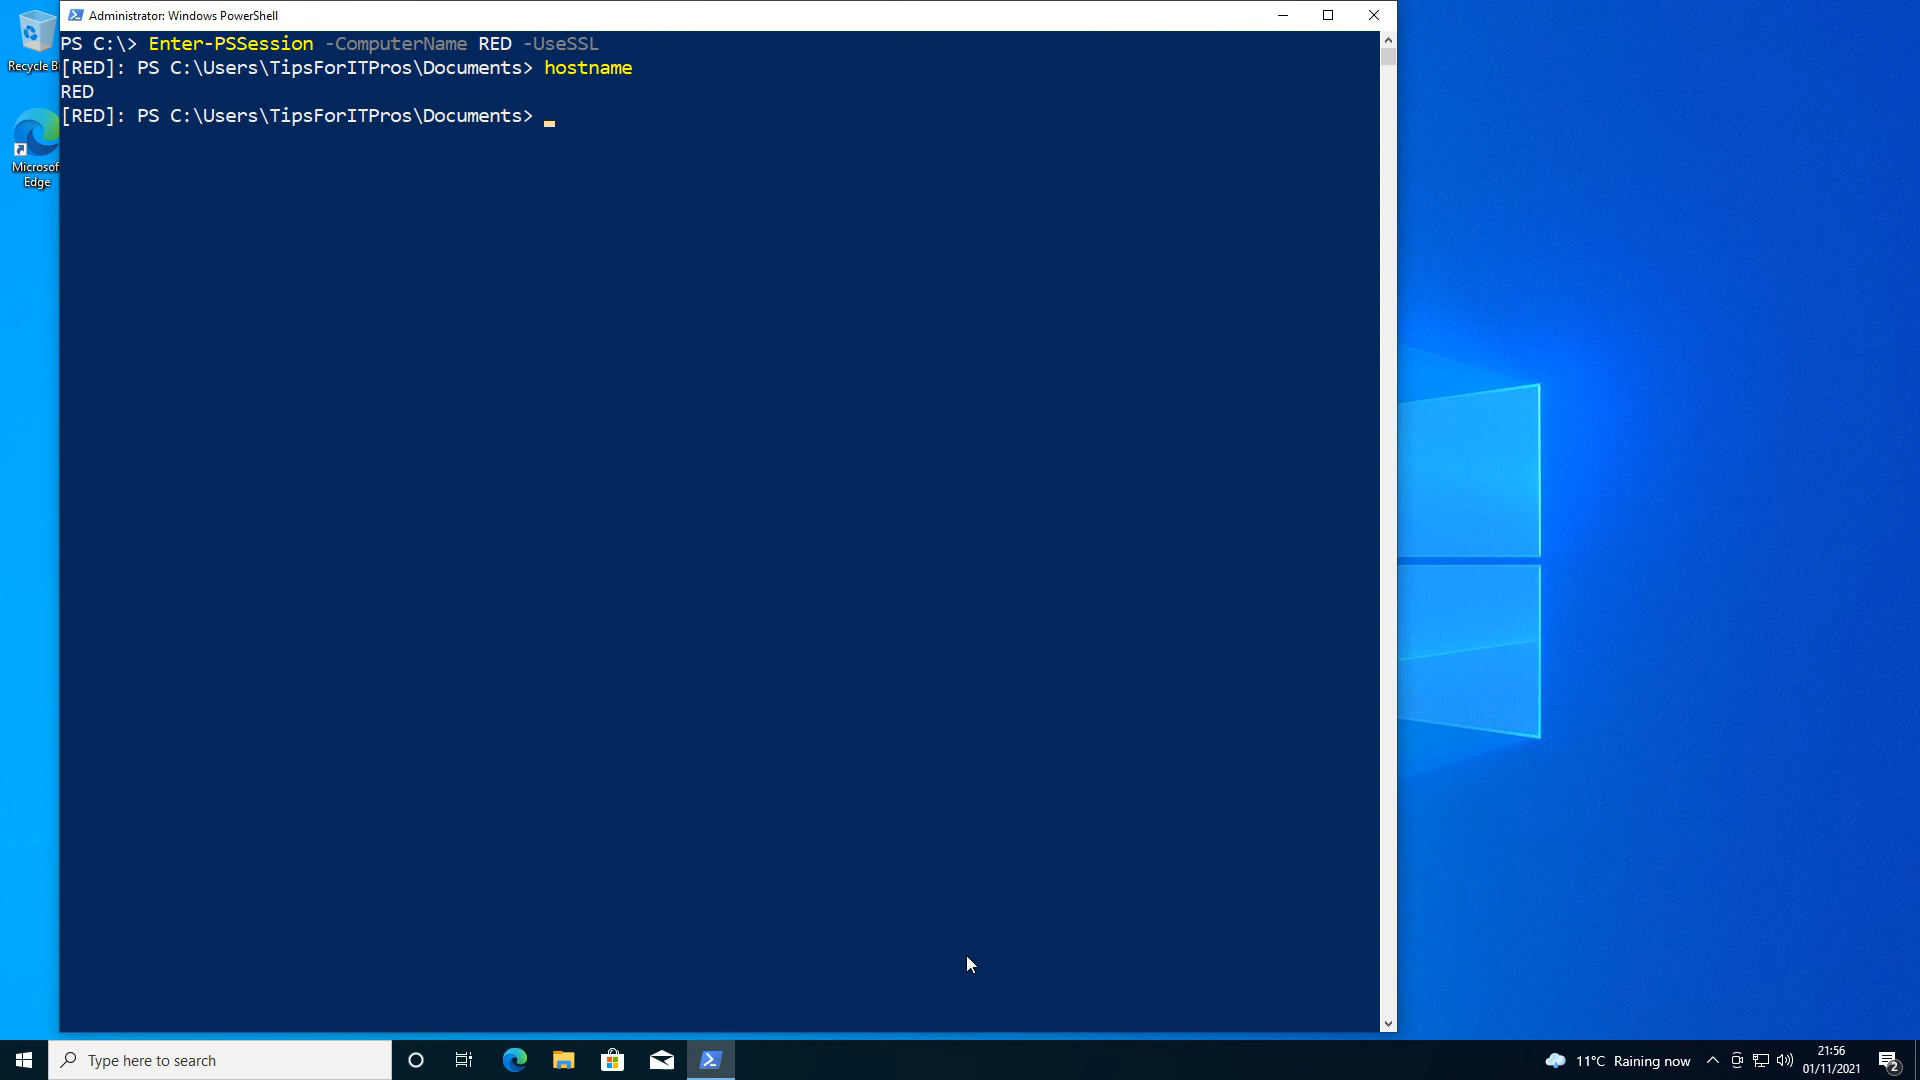 Administrator: Windows PowerShell
PS C:\> Enter-PSSession -ComputerName RED -UseSSL
[RED]: PS C:\Users\TipsForITPros\Documents> hostname
RED
[RED]: PS C:\Users\TipsForITPros\Documents>
Recycle B
Microsof
Edge
Type here to search
11°C Raining now
21:56
01/11/2021
2